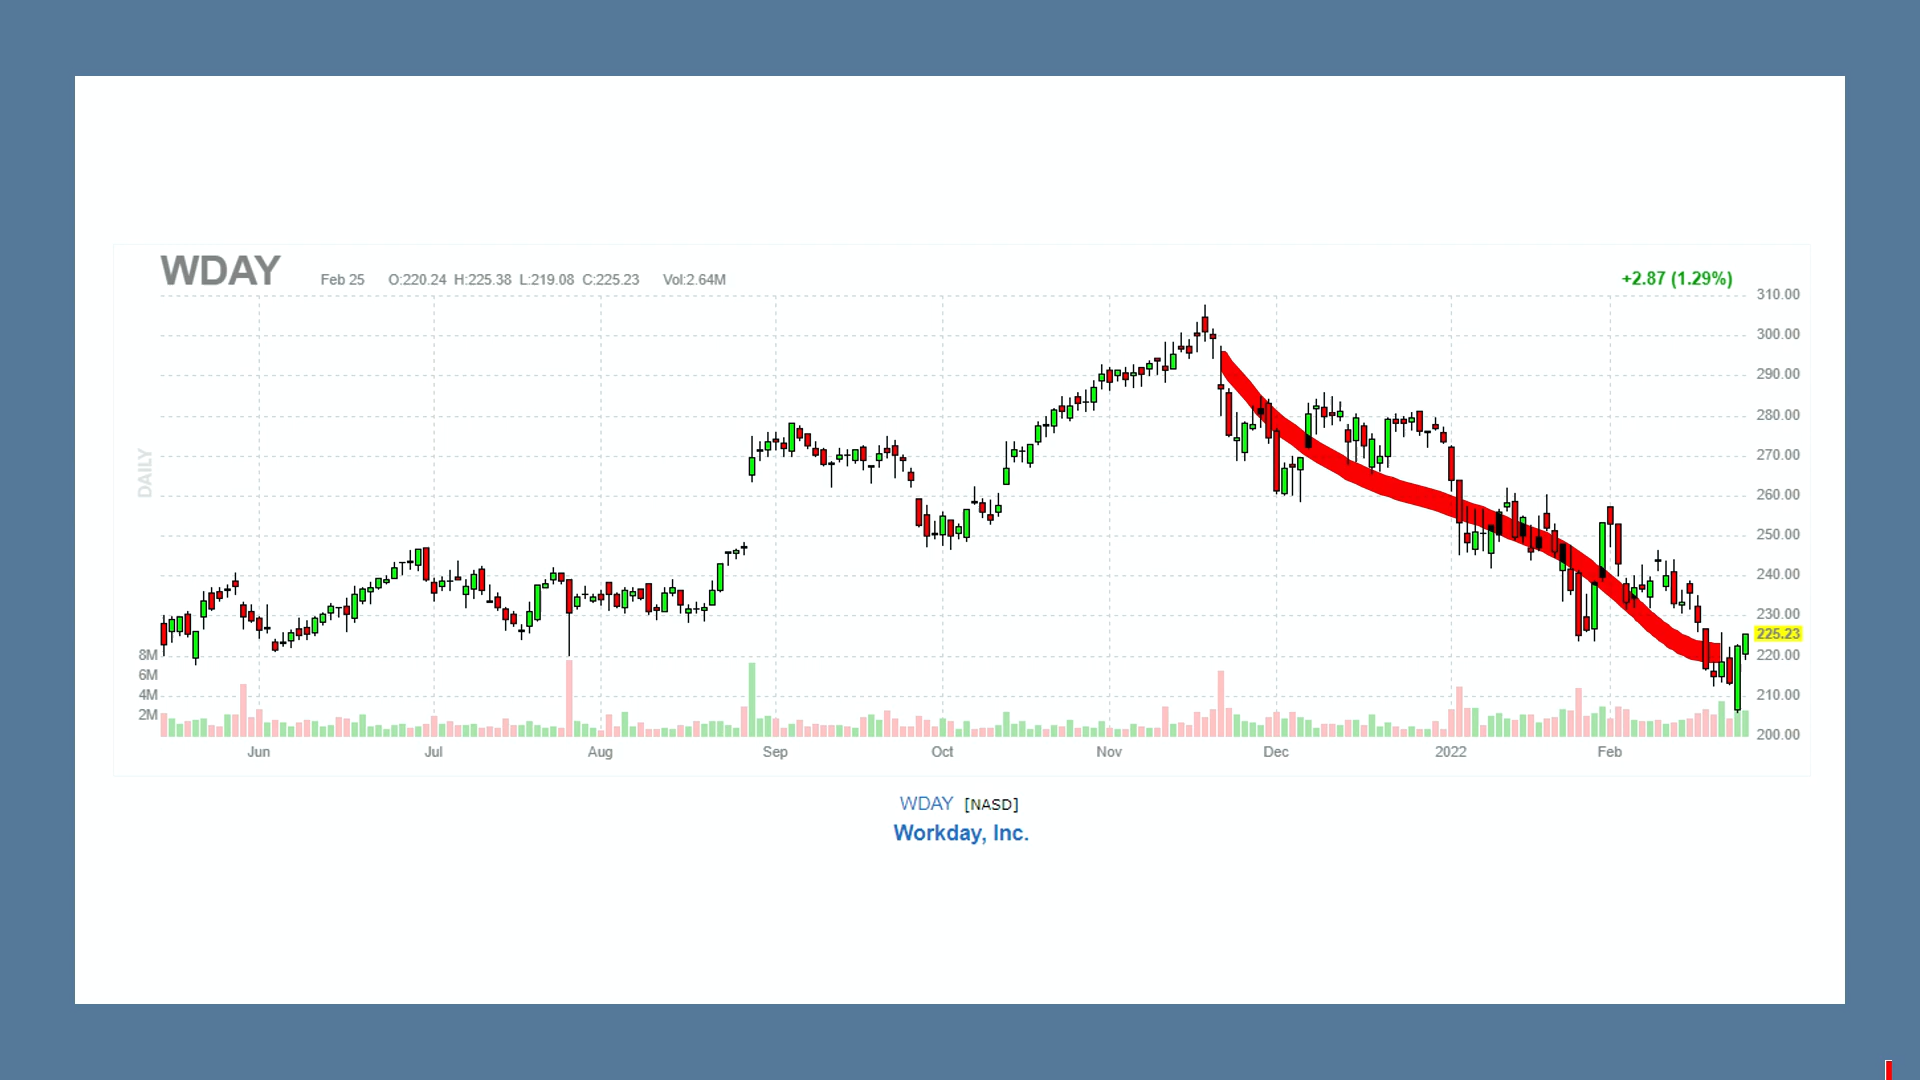 WDAY Feb 25 O:220.24 H:225.38 L:219.08 C:225.23 Vol:2.64M +2.87 (1.29%)
310.00
300.00
290.00
280.00
270.00
260.00
250.00
240.00
230.00
225.23
220.00
210.00
200.00
DAILY
8M
6M
4M
2M
Jun Jul Aug Sep Oct Nov Dec 2022 Feb
WDAY [NASD]
Workday, Inc.